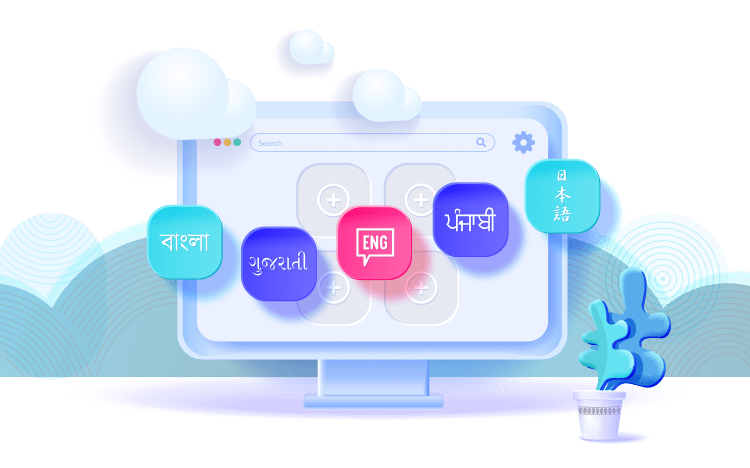 Search
বাংলা
ગુજરાતી
ENG
ਪੰਜਾਬੀ
日本語